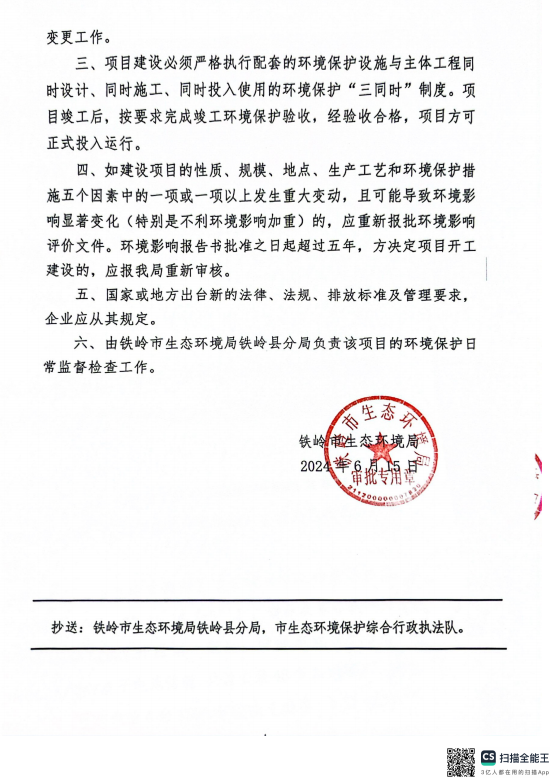 变更工作。
三、项目建设必须严格执行配套的环境保护设施与主体工程同
时设计、同时施工、同时投入使用的环境保护“三同时”制度。项
目竣工后，按要求完成竣工环境保护验收，经验收合格，项目方可
正式投入运行。
四、如建设项目的性质、规模、地点、生产工艺和环境保护措
施五个因素中的一项或一项以上发生重大变动，且可能导致环境影
响显著变化（特别是不利环境影响加重）的，应重新报批环境影响
评价文件。环境影响报告书批准之日起超过五年，方决定项目开工
建设的，应报我局重新审核。
五、国家或地方出台新的法律、法规、排放标准及管理要求，
企业应从其规定。
六、由铁岭市生态环境局铁岭县分局负责该项目的环境保护日
常监督检查工作。
铁岭市生态环境局
2024年6月15日
铁岭市生态环境局
审批专用章
抄送：铁岭市生态环境局铁岭县分局，市生态环境保护综合行政执法队。
CS 扫描全能王
3亿人都在用的扫描App